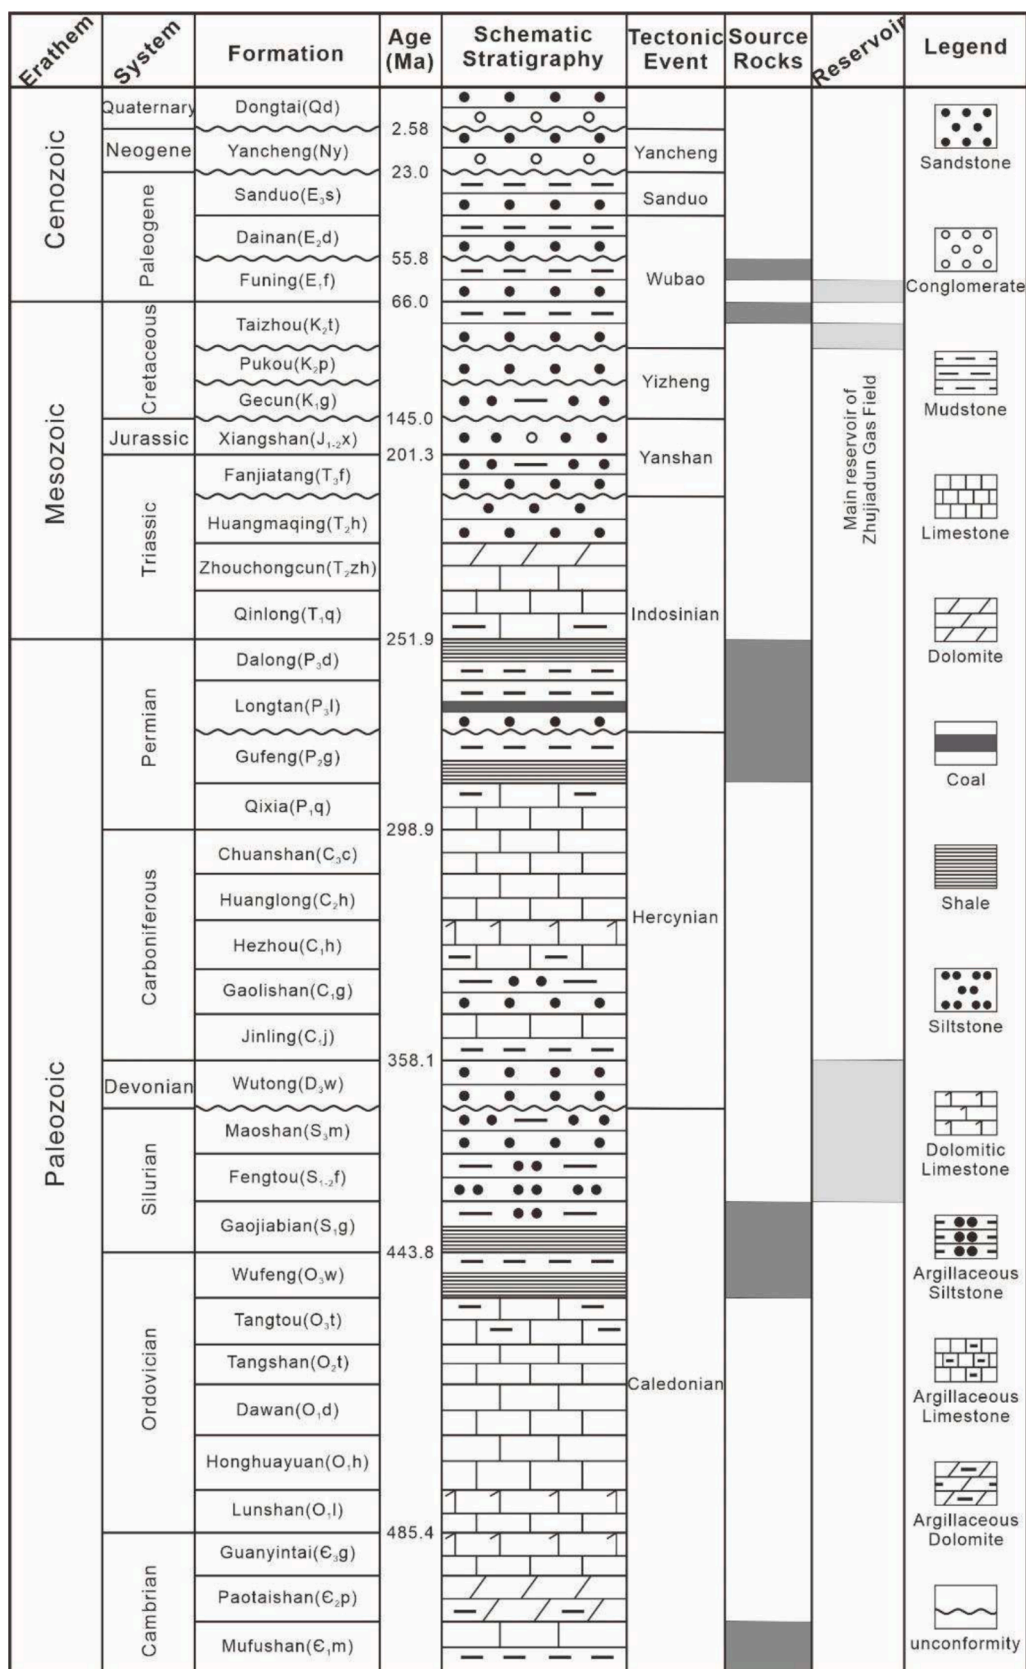 Erathem
System
Formation
Age
(Ma)
Schematic
Stratigraphy
Tectonic
Event
Source
Rocks
Reservoir
Legend
Cenozoic
Quaternary
Dongtai(Qd)
2.58
Neogene
Yancheng(Ny)
Yancheng
23.0
Paleogene
Sanduo(E₃s)
Sanduo
Dainan(E₂d)
55.8
Funing(E₁f)
Wubao
66.0
Mesozoic
Cretaceous
Taizhou(K₂t)
Pukou(K₂p)
Yizheng
Gecun(K₁g)
145.0
Jurassic
Xiangshan(J₁₋₂x)
Yanshan
201.3
Triassic
Fanjiatang(T₃f)
Huangmaqing(T₂h)
Zhouchongcun(T₂zh)
Qinlong(T₁q)
Indosinian
251.9
Main reservoir of
Zhujiadun Gas Field
Paleozoic
Permian
Dalong(P₃d)
Longtan(P₃l)
Gufeng(P₂g)
Qixia(P₁q)
298.9
Carboniferous
Chuanshan(C₃c)
Huanglong(C₂h)
Hercynian
Hezhou(C₁h)
Gaolishan(C₁g)
Jinling(C₁j)
358.1
Devonian
Wutong(D₃w)
Silurian
Maoshan(S₃m)
Fengtou(S₁₋₂f)
Gaojiabian(S₁g)
443.8
Ordovician
Wufeng(O₃w)
Tangtou(O₃t)
Tangshan(O₂t)
Caledonian
Dawan(O₁d)
Honghuayuan(O₁h)
Lunshan(O₁l)
485.4
Cambrian
Guanyintai(Є₃g)
Paotaishan(Є₂p)
Mufushan(Є₁m)
Sandstone
Conglomerate
Mudstone
Limestone
Dolomite
Coal
Shale
Siltstone
Dolomitic
Limestone
Argillaceous
Siltstone
Argillaceous
Limestone
Argillaceous
Dolomite
unconformity